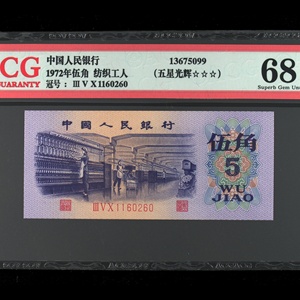 CG
UARANTY
中国人民银行
1972年伍角 纺织工人
冠号： ⅢⅤⅩ1160260
13675099
（五星光辉☆☆☆）
68
Superb Gem Unc
中国人民银行
伍角
5
WU
JIAO
ⅢⅤⅩ1160260